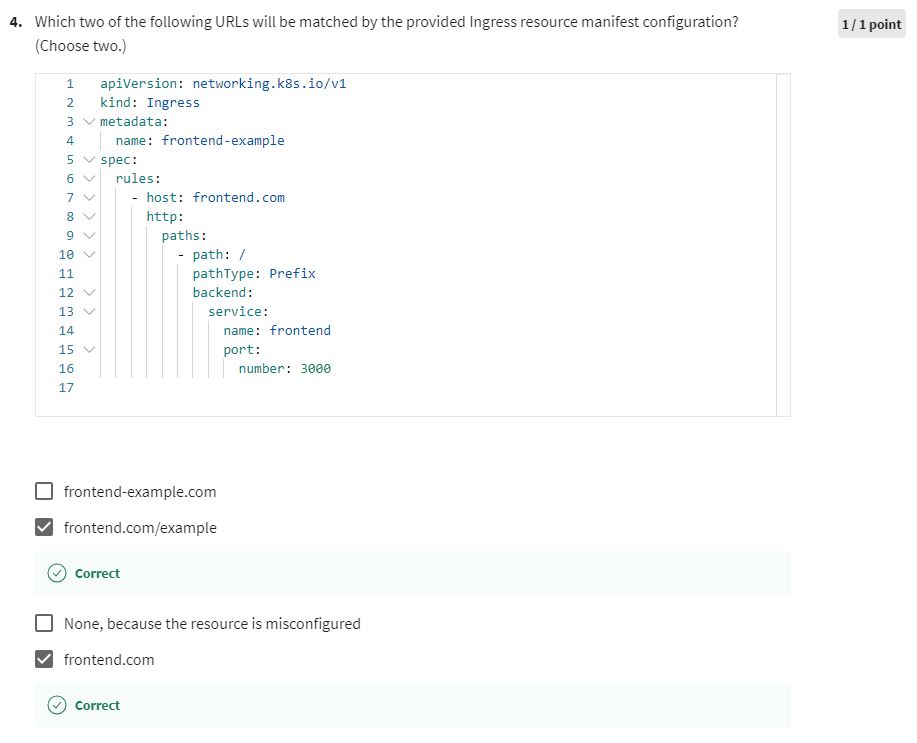 4. Which two of the following URLs will be matched by the provided Ingress resource manifest configuration? 1 / 1 point
(Choose two.)
1 apiVersion: networking.k8s.io/v1
2 kind: Ingress
3 metadata:
4 name: frontend-example
5 spec:
6 rules:
7 - host: frontend.com
8 http:
9 paths:
10 - path: /
11 pathType: Prefix
12 backend:
13 service:
14 name: frontend
15 port:
16 number: 3000
17
frontend-example.com
frontend.com/example
Correct
None, because the resource is misconfigured
frontend.com
Correct